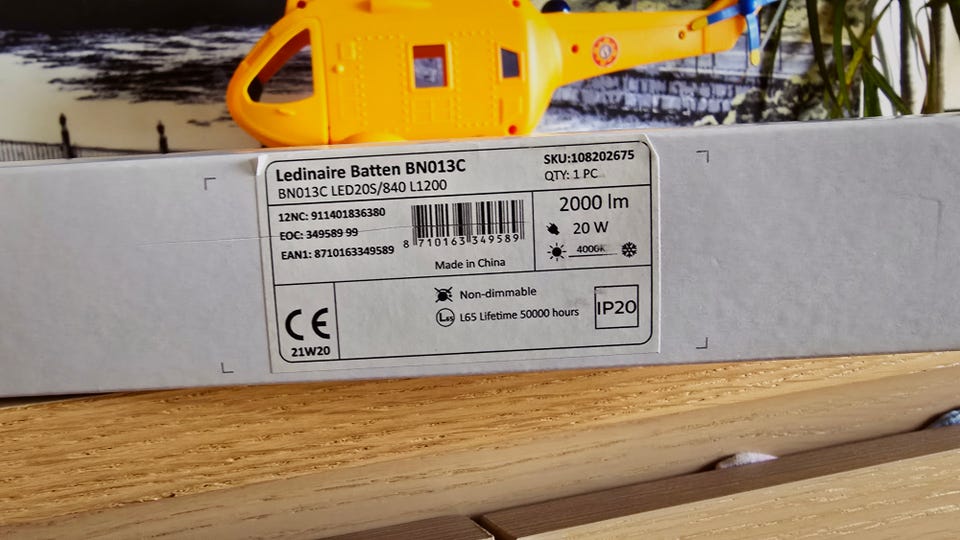 Ledinaire Batten BN013C
BN013C LED20S/840 L1200
SKU:108202675
QTY: 1 PC
12NC: 911401836380
EOC: 349589 99
EAN1: 8710163349589
8 710163 349589
Made in China
2000 lm
20 W
4000K
Non-dimmable
L65 L65 Lifetime 50000 hours
IP20
CE
21W20